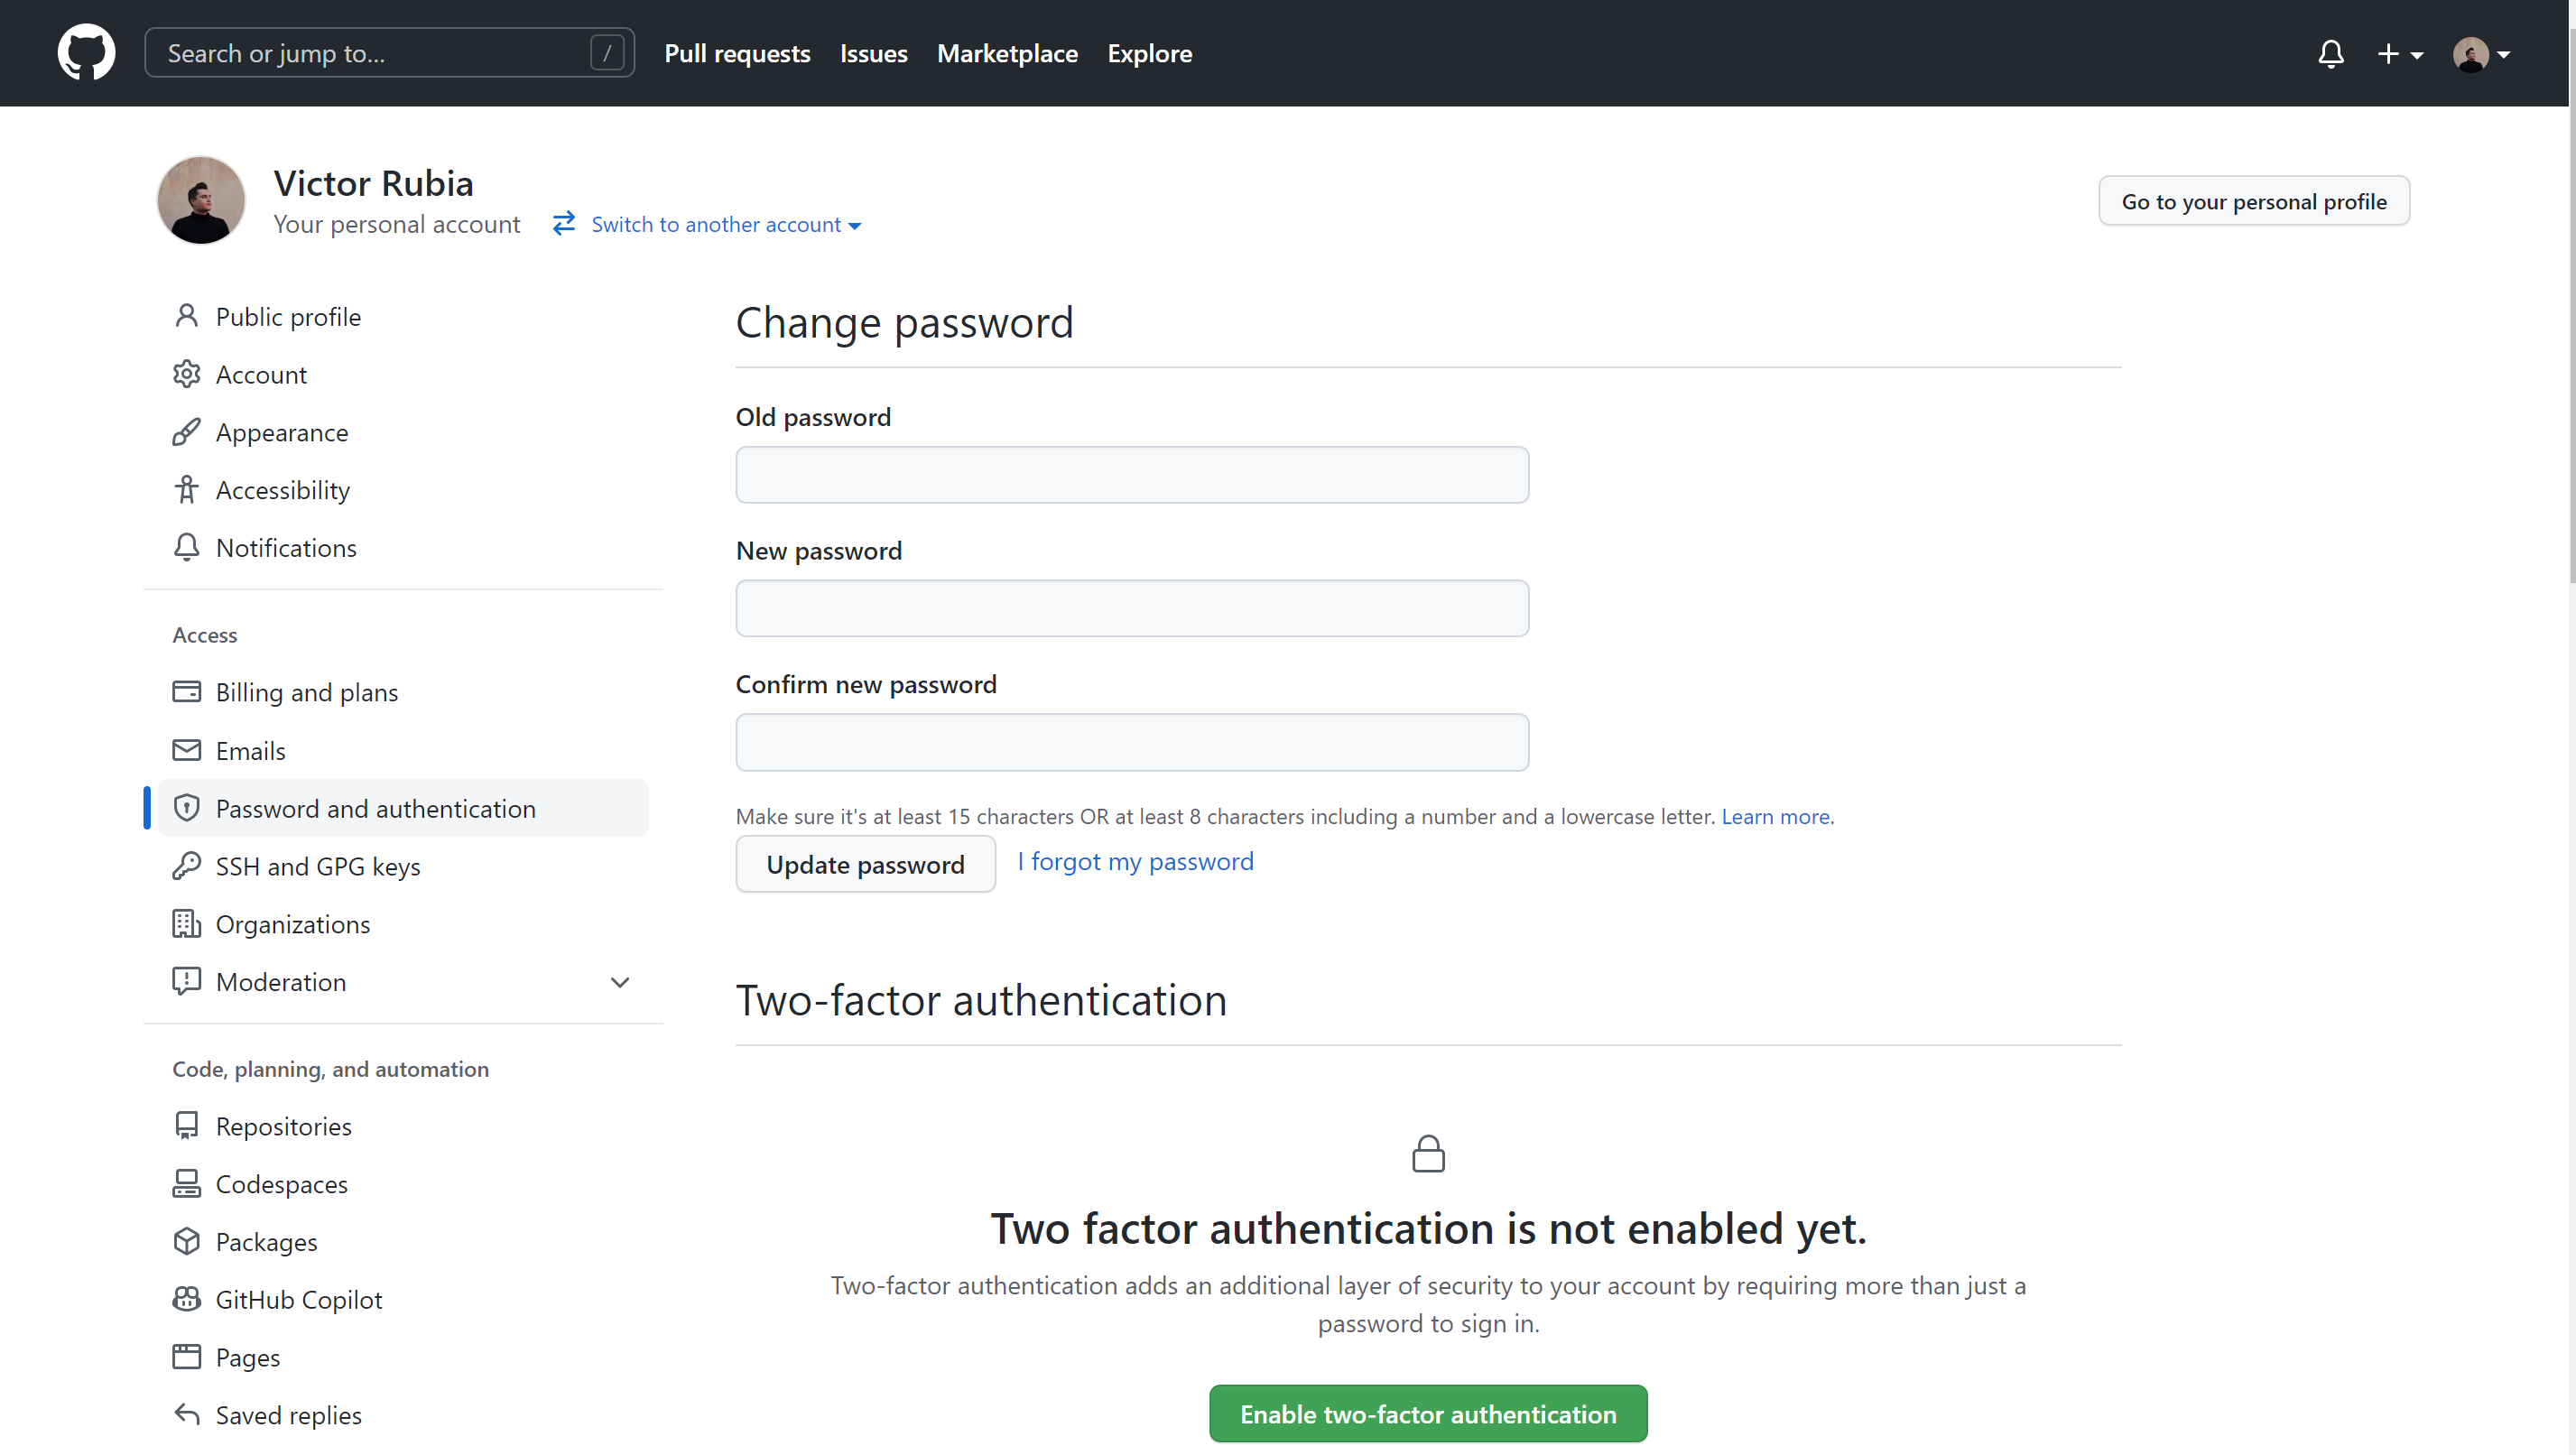 Search or jump to... /
Pull requests Issues Marketplace Explore
Victor Rubia
Your personal account Switch to another account
Go to your personal profile
Public profile
Account
Appearance
Accessibility
Notifications
Access
Billing and plans
Emails
Password and authentication
SSH and GPG keys
Organizations
Moderation
Code, planning, and automation
Repositories
Codespaces
Packages
GitHub Copilot
Pages
Saved replies
Change password
Old password
New password
Confirm new password
Make sure it's at least 15 characters OR at least 8 characters including a number and a lowercase letter. Learn more.
Update password I forgot my password
Two-factor authentication
Two factor authentication is not enabled yet.
Two-factor authentication adds an additional layer of security to your account by requiring more than just a
password to sign in.
Enable two-factor authentication